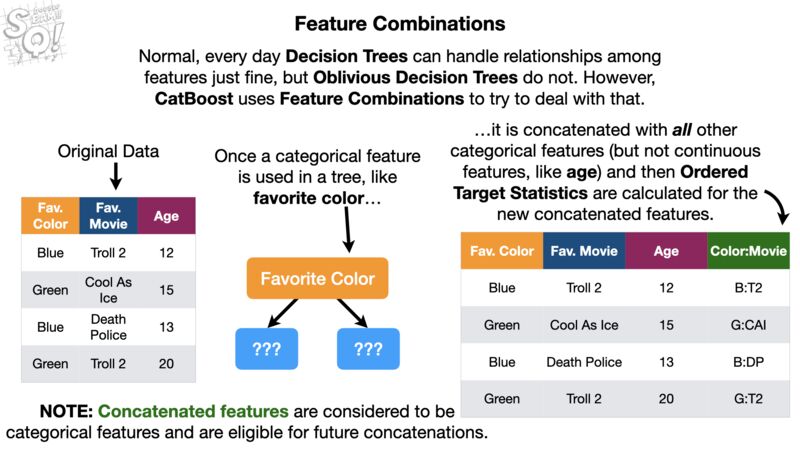 SQ!
Feature Combinations
Normal, every day Decision Trees can handle relationships among
features just fine, but Oblivious Decision Trees do not. However,
CatBoost uses Feature Combinations to try to deal with that.
Original Data
Fav. Color Fav. Movie Age
Blue Troll 2 12
Green Cool As Ice 15
Blue Death Police 13
Green Troll 2 20
Once a categorical feature
is used in a tree, like
favorite color…
Favorite Color
??? ???
…it is concatenated with all other
categorical features (but not continuous
features, like age) and then Ordered
Target Statistics are calculated for the
new concatenated features.
Fav. Color Fav. Movie Age Color:Movie
Blue Troll 2 12 B:T2
Green Cool As Ice 15 G:CAI
Blue Death Police 13 B:DP
Green Troll 2 20 G:T2
NOTE: Concatenated features are considered to be
categorical features and are eligible for future concatenations.